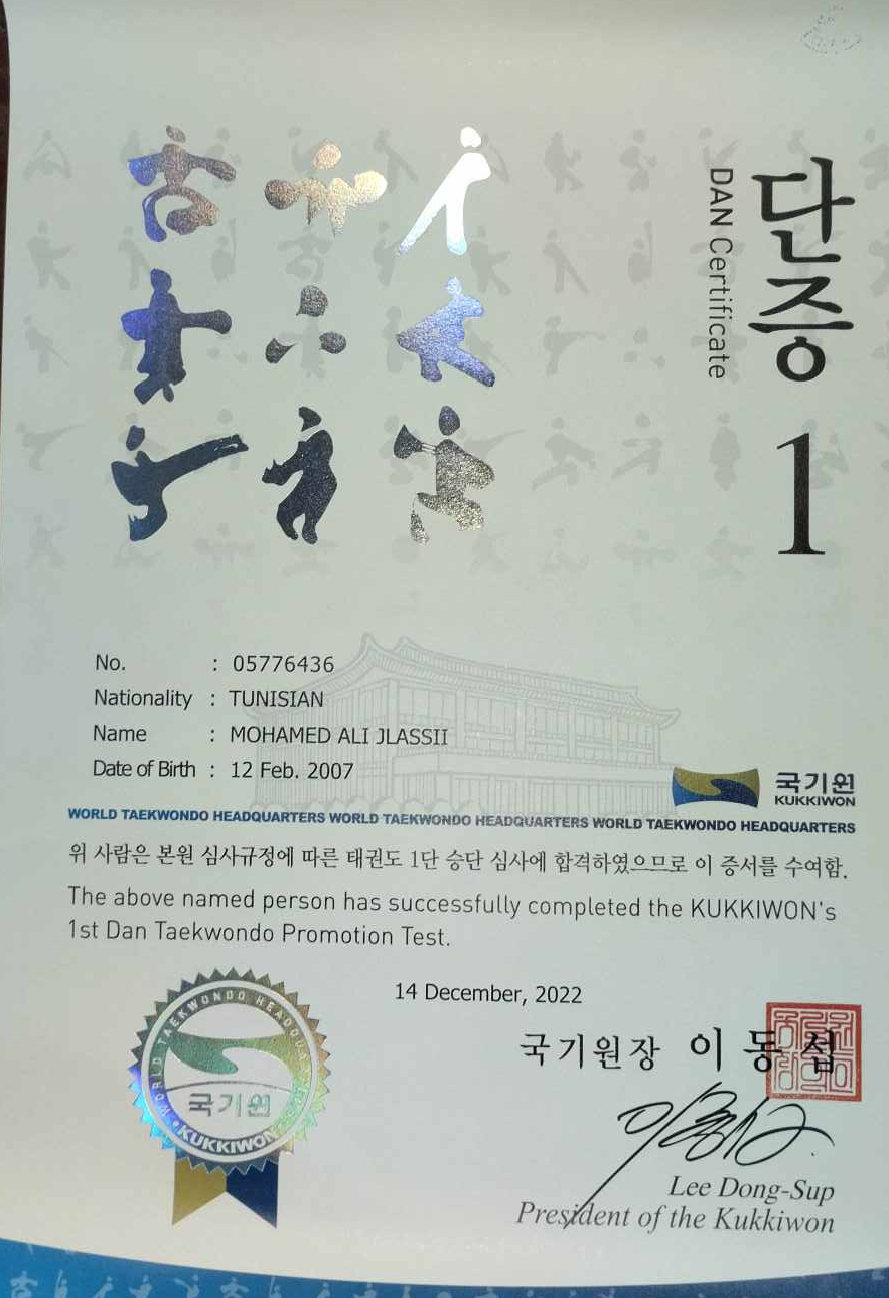 단증 1
DAN Certificate
No. : 05776436
Nationality : TUNISIAN
Name : MOHAMED ALI JLASSII
Date of Birth : 12 Feb. 2007
국기원
KUKKIWON
WORLD TAEKWONDO HEADQUARTERS WORLD TAEKWONDO HEADQUARTERS WORLD TAEKWONDO HEADQUARTERS
위 사람은 본원 심사규정에 따른 태권도 1단 승단 심사에 합격하였으므로 이 증서를 수여함.
The above named person has successfully completed the KUKKIWON's
1st Dan Taekwondo Promotion Test.
14 December, 2022
국기원장 이동섭
WORLD TAEKWONDO HEADQUARTERS
국기원
KUKKIWON
Lee Dong-Sup
President of the Kukkiwon